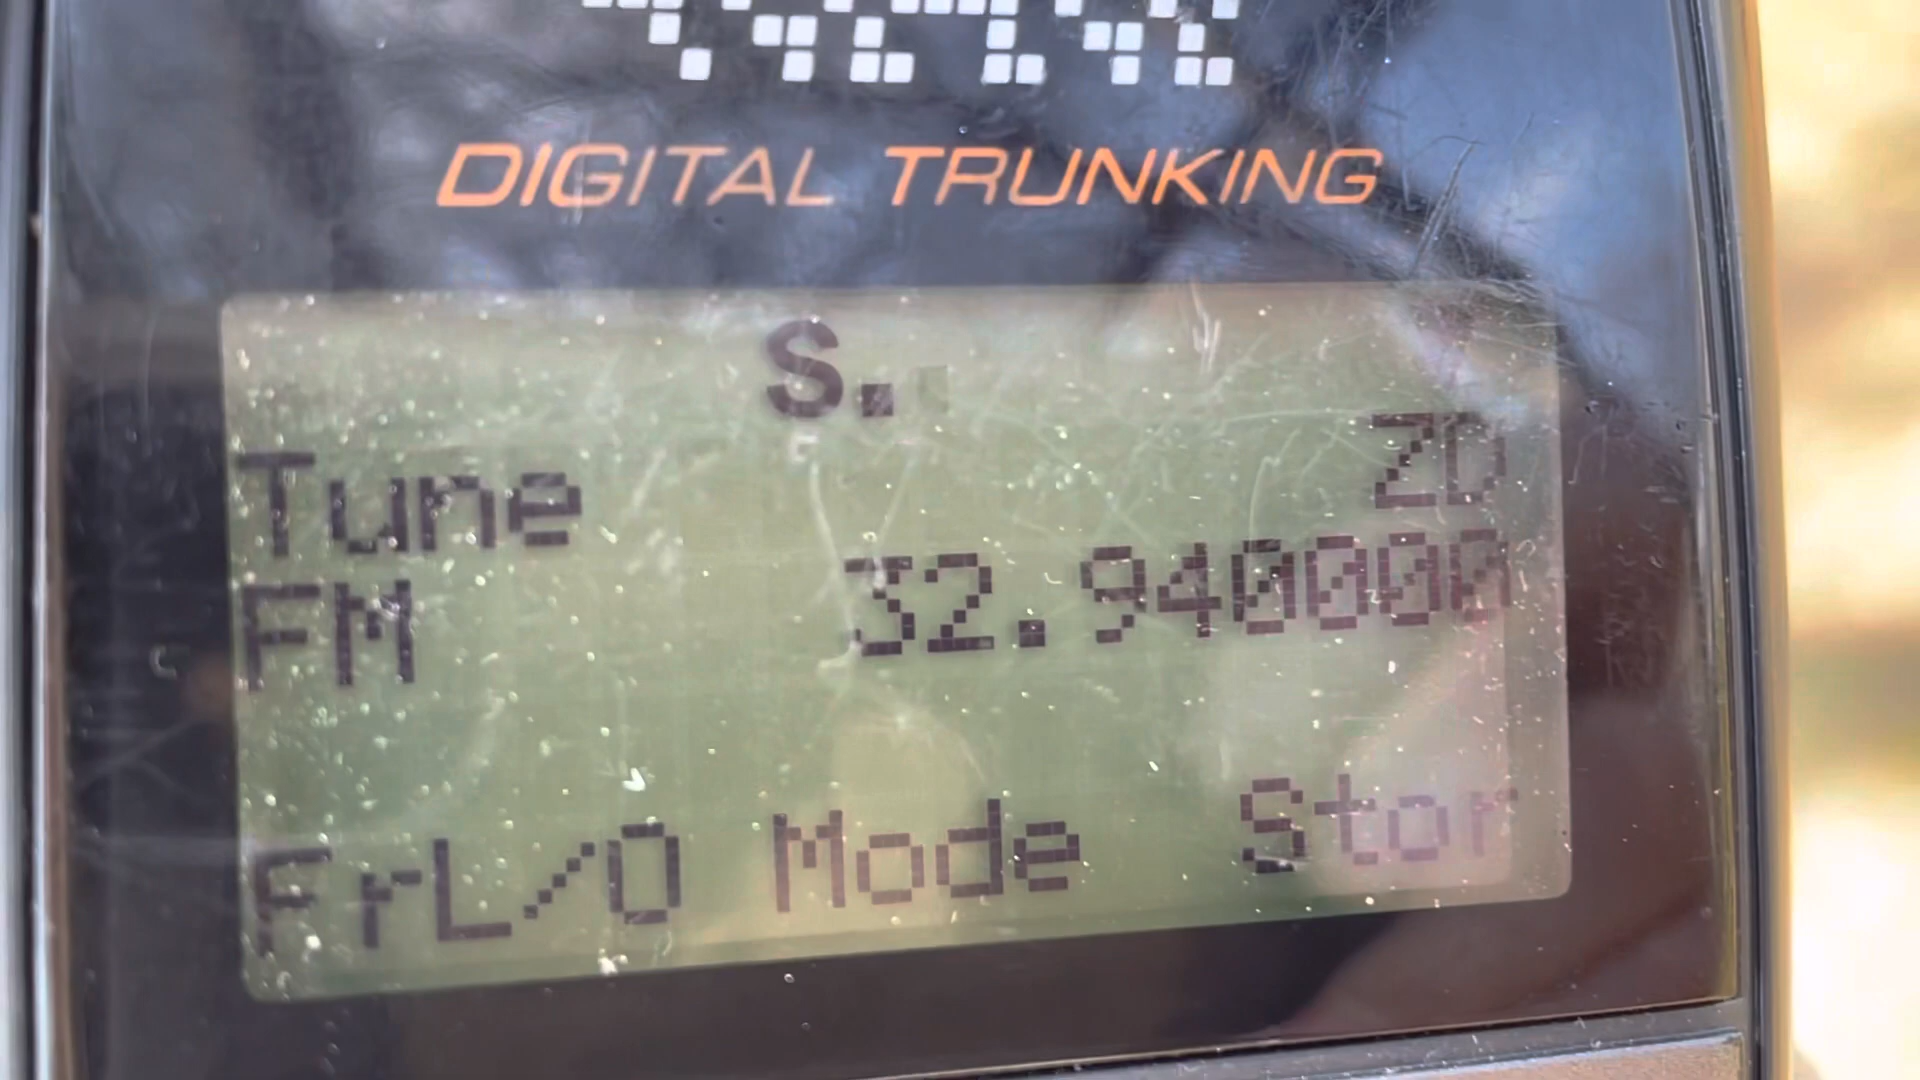 DIGITAL TRUNKING
S.
Tune ZD
FM 32.940000
FrL/O Mode Stor